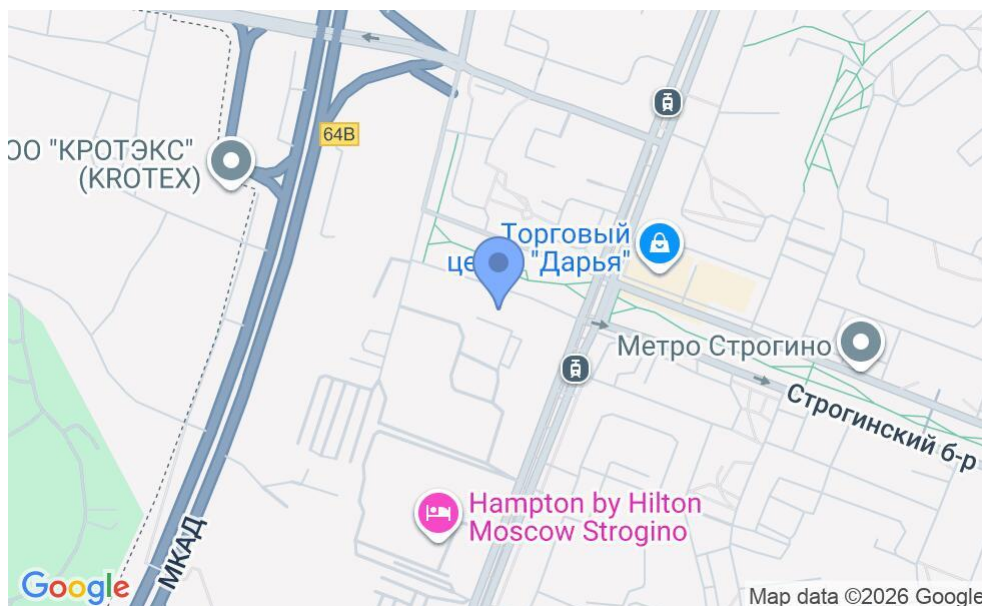 64B
ОО "КРОТЭКС"
(KROTEX)
Торговый
це "Дарья"
Метро Строгино
Строгинский б-р
Hampton by Hilton
Moscow Strogino
МКАД
Google
Map data ©2026 Google